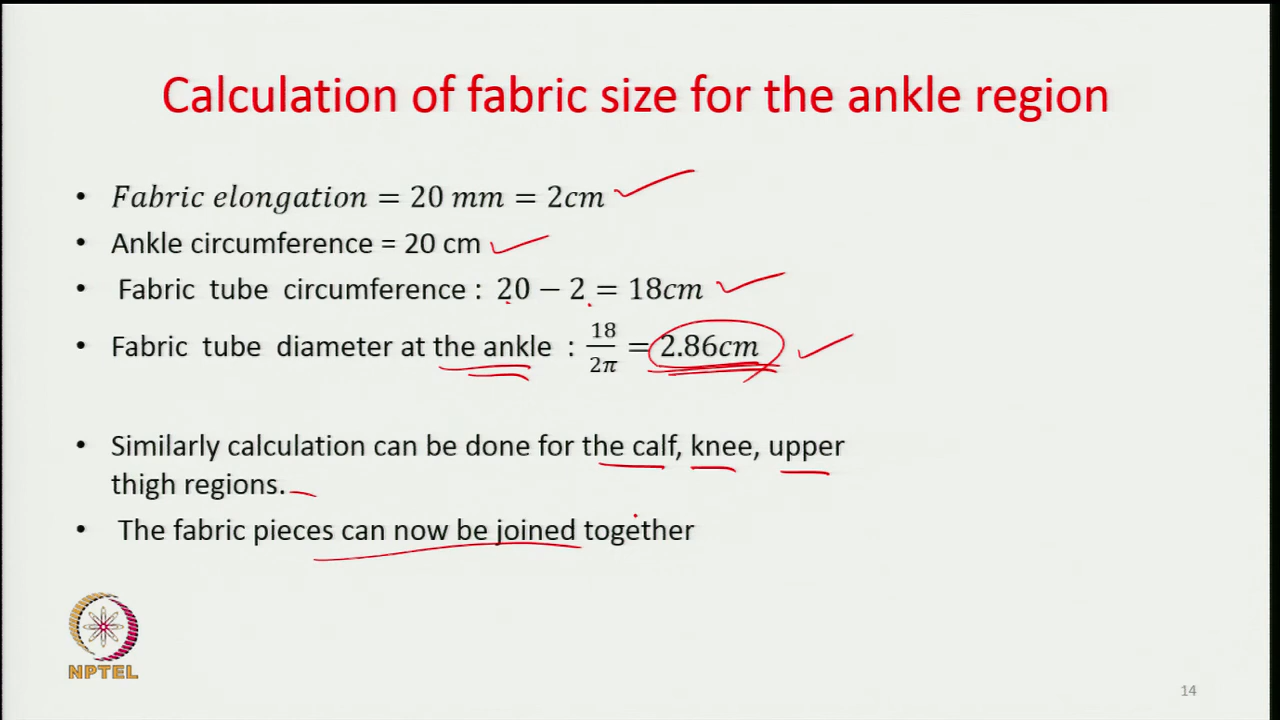 Calculation of fabric size for the ankle region
• Fabric elongation = 20 mm = 2cm
• Ankle circumference = 20 cm
• Fabric tube circumference : 20 − 2 = 18cm
• Fabric tube diameter at the ankle : 18/2π = 2.86cm
• Similarly calculation can be done for the calf, knee, upper
thigh regions.
• The fabric pieces can now be joined together
NPTEL
14